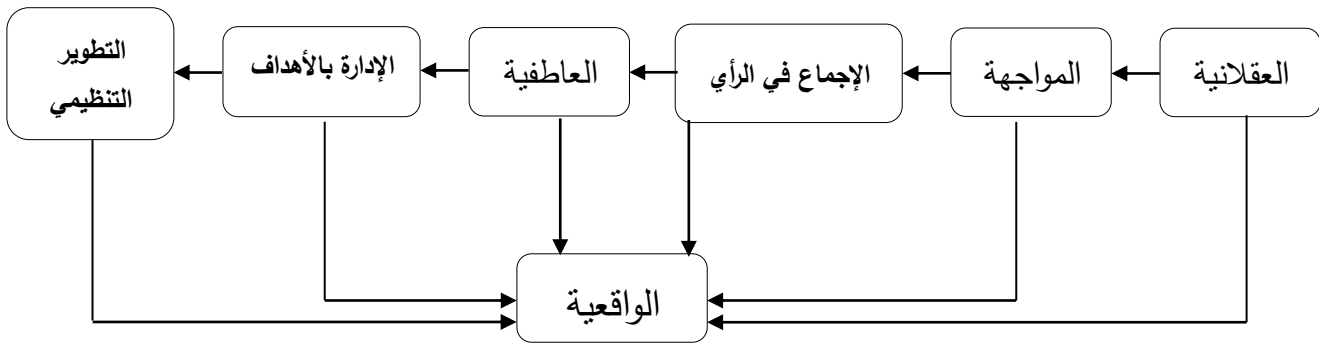 العقلانية
المواجهة
الإجماع في الرأي
العاطفية
الإدارة بالأهداف
التطوير
التنظيمي
الواقعية